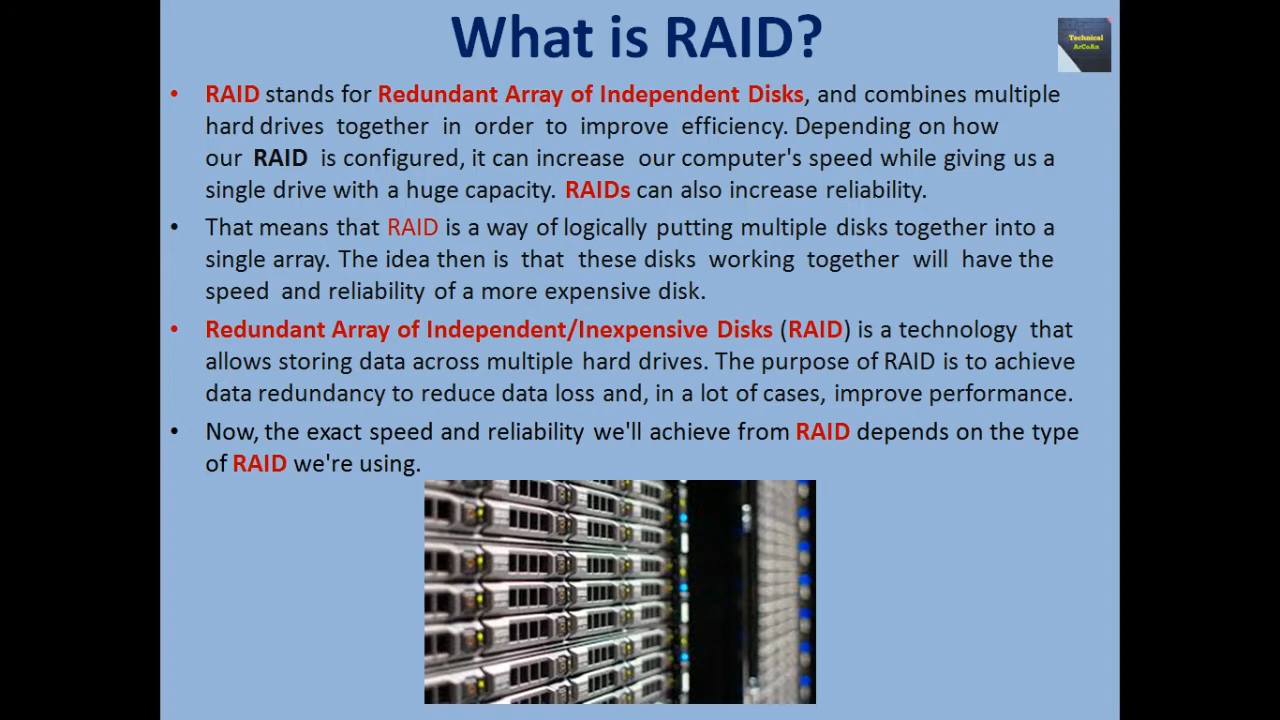 What is RAID?
Technical
ArCoAn
• RAID stands for Redundant Array of Independent Disks, and combines multiple
hard drives together in order to improve efficiency. Depending on how
our RAID is configured, it can increase our computer's speed while giving us a
single drive with a huge capacity. RAIDs can also increase reliability.
• That means that RAID is a way of logically putting multiple disks together into a
single array. The idea then is that these disks working together will have the
speed and reliability of a more expensive disk.
• Redundant Array of Independent/Inexpensive Disks (RAID) is a technology that
allows storing data across multiple hard drives. The purpose of RAID is to achieve
data redundancy to reduce data loss and, in a lot of cases, improve performance.
• Now, the exact speed and reliability we'll achieve from RAID depends on the type
of RAID we're using.